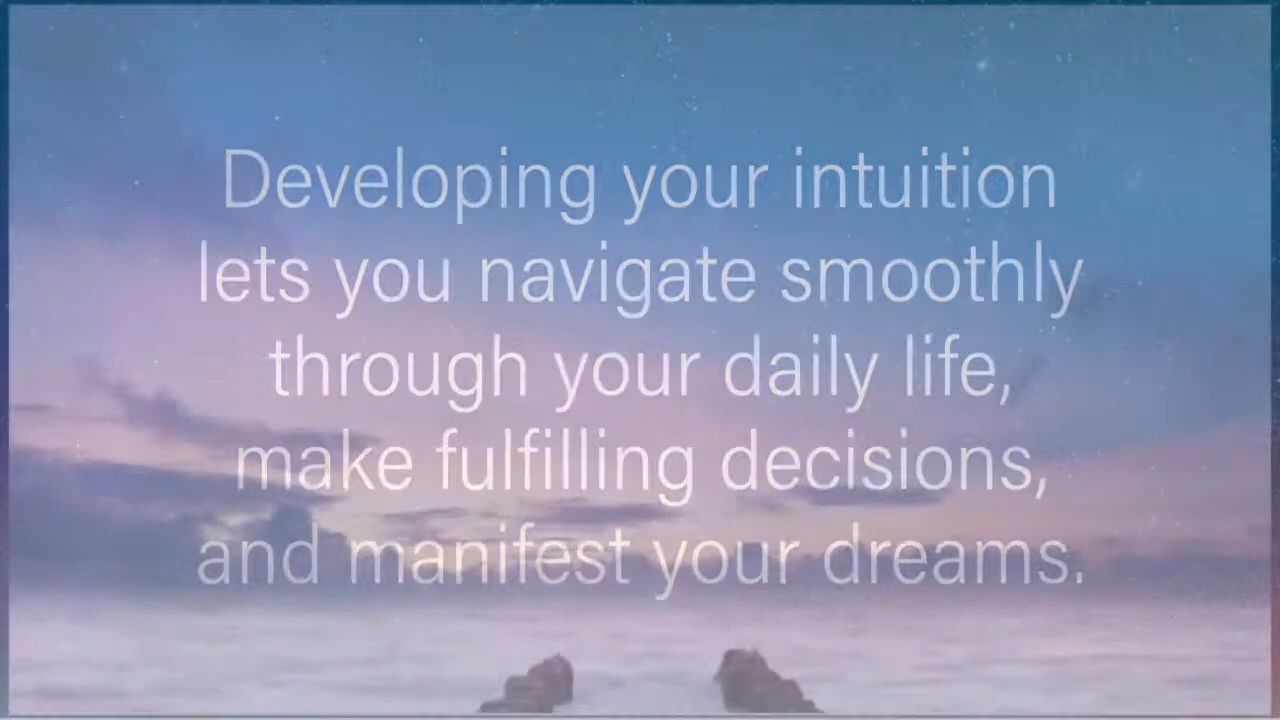 Developing your intuition
lets you navigate smoothly
through your daily life,
make fulfilling decisions,
and manifest your dreams.